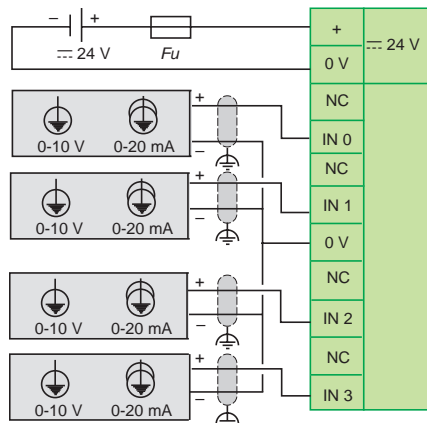 − + +
⎓ 24 V
⎓ 24 V Fu
0 V
NC
+
IN 0
0-10 V 0-20 mA −
NC
+
IN 1
−
0-10 V 0-20 mA
0 V
NC
+
IN 2
0-10 V 0-20 mA −
NC
+
IN 3
0-10 V 0-20 mA −